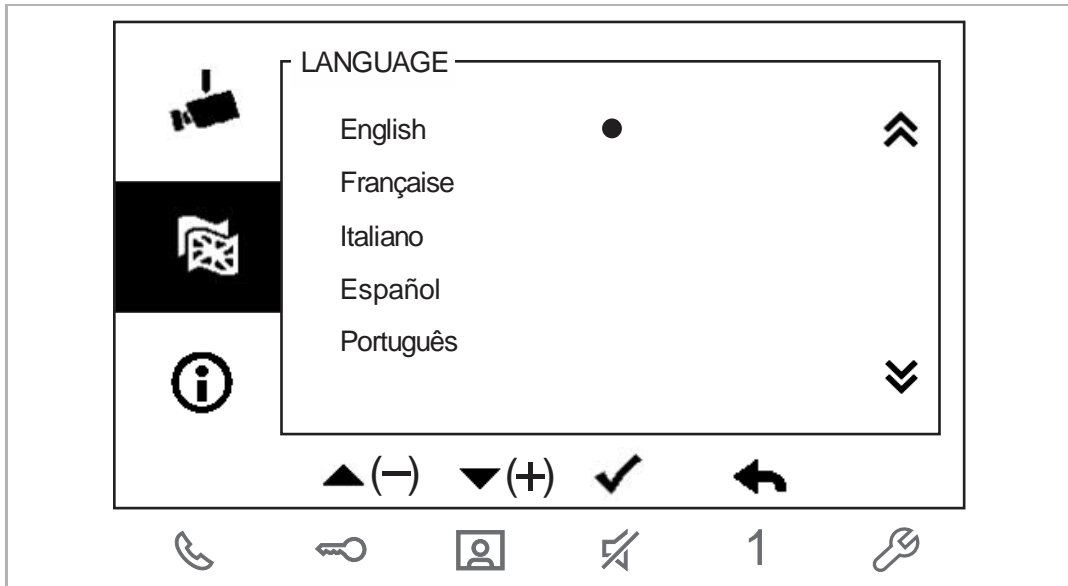 LANGUAGE
English
Française
Italiano
Español
Português
(−) (+)
1